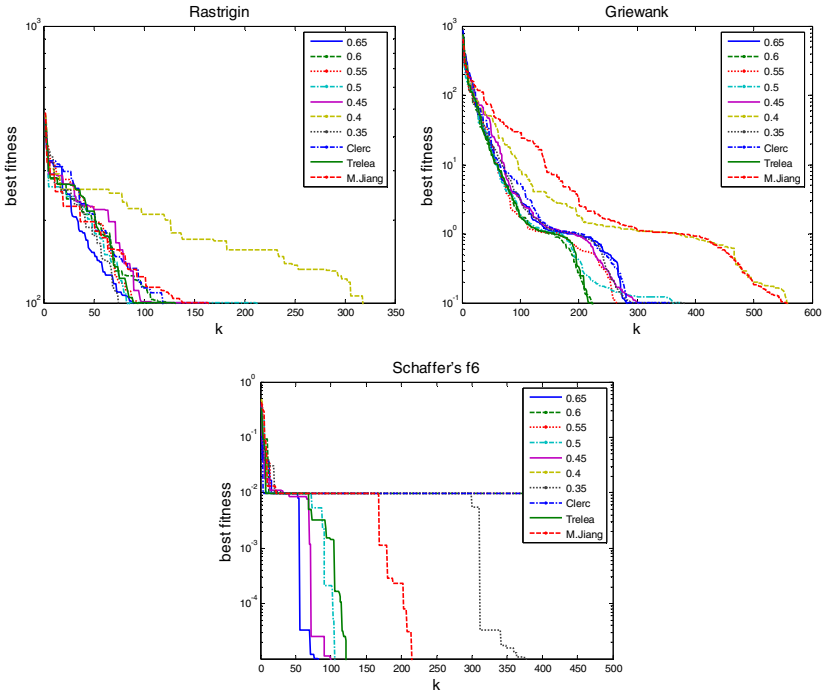 Rastrigin
10^3
10^2
best fitness
0 50 100 150 200 250 300 350
k
0.65
0.6
0.55
0.5
0.45
0.4
0.35
Clerc
Trelea
M.Jiang
Griewank
10^3
10^2
10^1
10^0
10^-1
best fitness
0 100 200 300 400 500 600
k
0.65
0.6
0.55
0.5
0.45
0.4
0.35
Clerc
Trelea
M.Jiang
Schaffer's f6
10^0
10^-1
10^-2
10^-3
10^-4
best fitness
0 50 100 150 200 250 300 350 400 450 500
k
0.65
0.6
0.55
0.5
0.45
0.4
0.35
Clerc
Trelea
M.Jiang